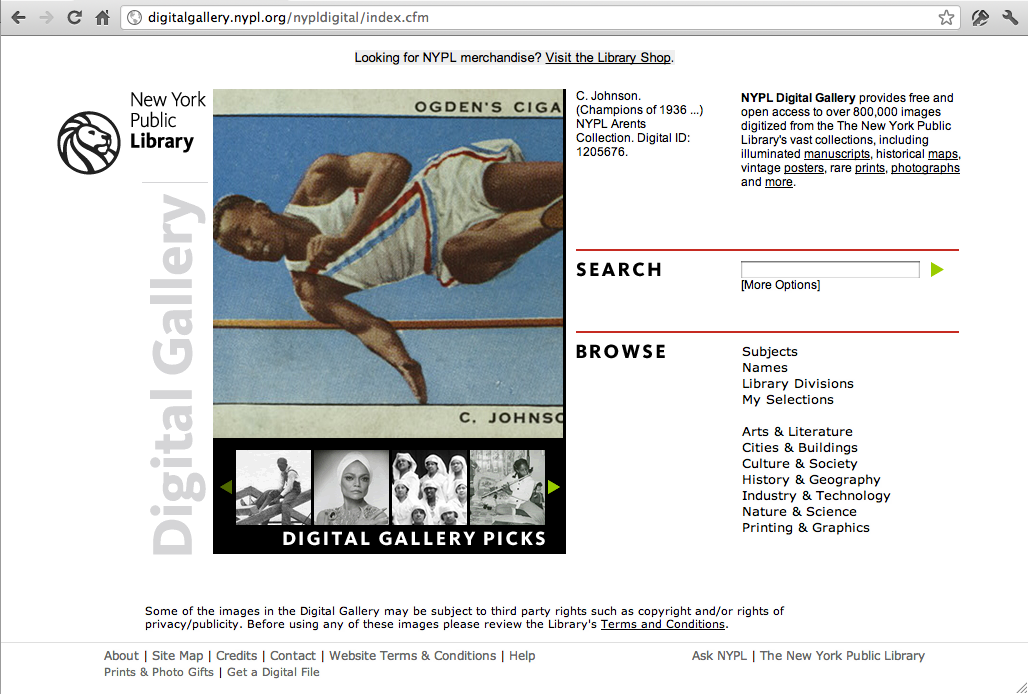 digitalgallery.nypl.org/nypldigital/index.cfm
Looking for NYPL merchandise? Visit the Library Shop.
New York
Public
Library
Digital Gallery
OGDEN'S CIGA
C. JOHNSO
DIGITAL GALLERY PICKS
C. Johnson.
(Champions of 1936 ...)
NYPL Arents
Collection. Digital ID:
1205676.
NYPL Digital Gallery provides free and
open access to over 800,000 images
digitized from the The New York Public
Library's vast collections, including
illuminated manuscripts, historical maps,
vintage posters, rare prints, photographs
and more.
SEARCH
[More Options]
BROWSE
Subjects
Names
Library Divisions
My Selections
Arts & Literature
Cities & Buildings
Culture & Society
History & Geography
Industry & Technology
Nature & Science
Printing & Graphics
Some of the images in the Digital Gallery may be subject to third party rights such as copyright and/or rights of
privacy/publicity. Before using any of these images please review the Library's Terms and Conditions.
About | Site Map | Credits | Contact | Website Terms & Conditions | Help
Prints & Photo Gifts | Get a Digital File
Ask NYPL | The New York Public Library